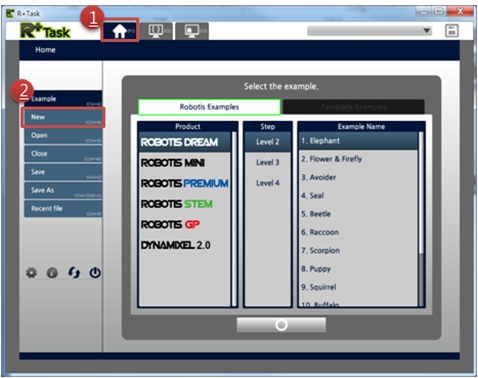 R+Task
1
R+Task
Home
Select the example.
2
Example
New
Open
Close
Save
Save As
Recent file
Robotis Examples
Template Examples
Product
Step
Example Name
ROBOTIS DREAM
Level 2
1. Elephant
ROBOTIS MINI
Level 3
2. Flower & Firefly
ROBOTIS PREMIUM
Level 4
3. Avoider
ROBOTIS STEM
4. Seal
ROBOTIS GP
5. Beetle
DYNAMIXEL 2.0
6. Raccoon
7. Scorpion
8. Puppy
9. Squirrel
10. Buffalo